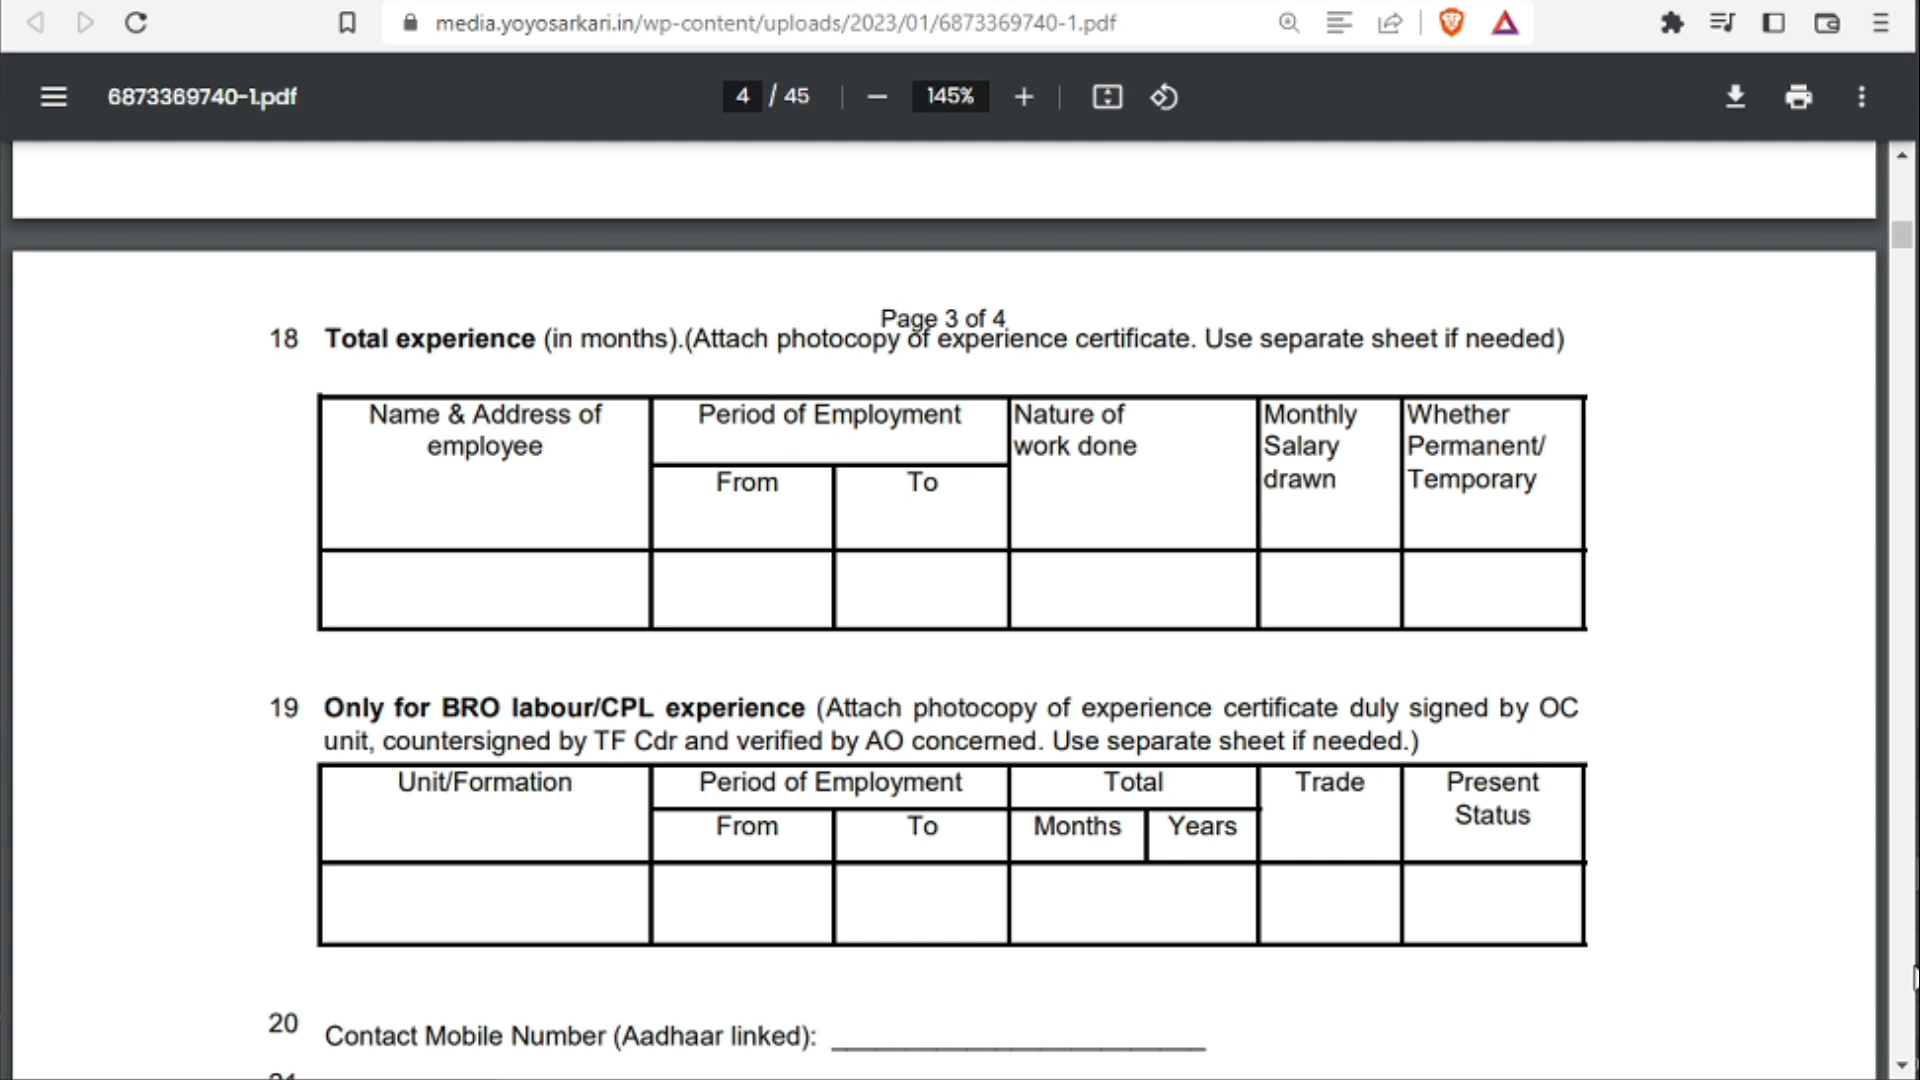 media.yoyosarkari.in/wp-content/uploads/2023/01/6873369740-1.pdf
6873369740-1.pdf
4 / 45
145%
Page 3 of 4
18 Total experience (in months).(Attach photocopy of experience certificate. Use separate sheet if needed)
Name & Address of employee
Period of Employment
Nature of work done
Monthly Salary drawn
Whether Permanent/ Temporary
From
To
19 Only for BRO labour/CPL experience (Attach photocopy of experience certificate duly signed by OC
unit, countersigned by TF Cdr and verified by AO concerned. Use separate sheet if needed.)
Unit/Formation
Period of Employment
Total
Trade
Present Status
From
To
Months
Years
20 Contact Mobile Number (Aadhaar linked):